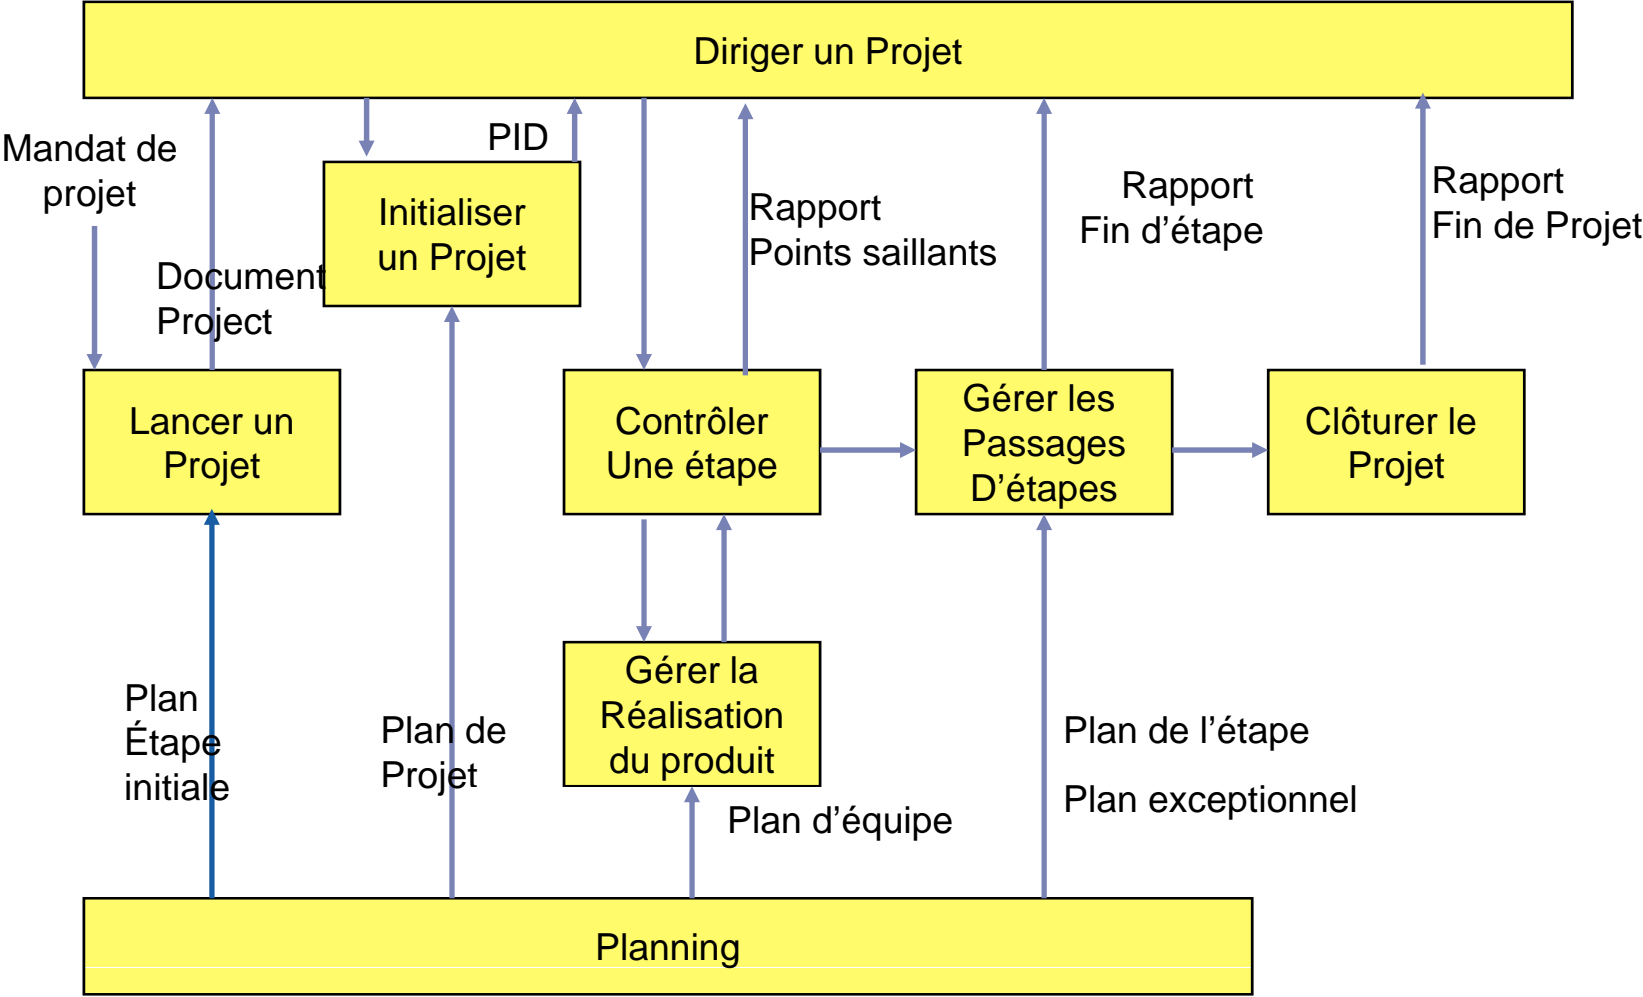 Diriger un Projet
Mandat de
projet
PID
Initialiser
un Projet
Document
Project
Rapport
Points saillants
Rapport
Fin d’étape
Rapport
Fin de Projet
Lancer un
Projet
Contrôler
Une étape
Gérer les
Passages
D’étapes
Clôturer le
Projet
Gérer la
Réalisation
du produit
Plan
Étape
initiale
Plan de
Projet
Plan d’équipe
Plan de l’étape
Plan exceptionnel
Planning